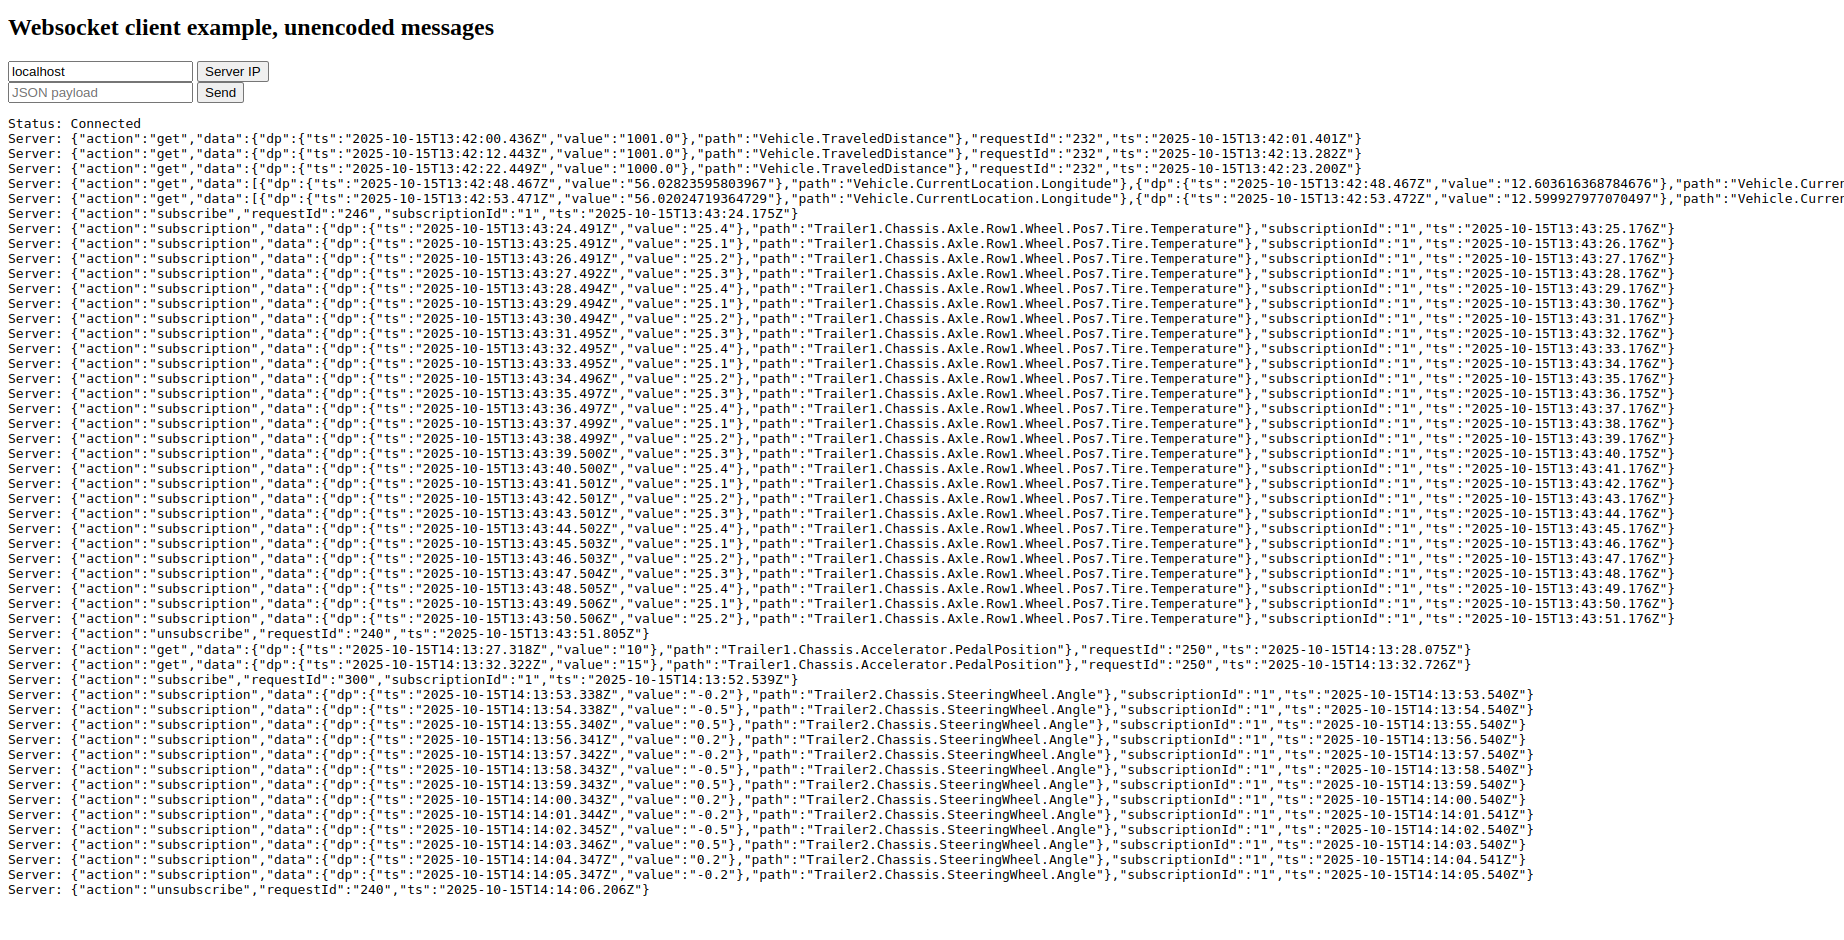 Websocket client example, unencoded messages
localhost Server IP
JSON payload Send
Status: Connected
Server: {"action":"get","data":{"dp":{"ts":"2025-10-15T13:42:00.436Z","value":"1001.0"},"path":"Vehicle.TraveledDistance"},"requestId":"232","ts":"2025-10-15T13:42:01.401Z"}
Server: {"action":"get","data":{"dp":{"ts":"2025-10-15T13:42:12.443Z","value":"1001.0"},"path":"Vehicle.TraveledDistance"},"requestId":"232","ts":"2025-10-15T13:42:13.282Z"}
Server: {"action":"get","data":{"dp":{"ts":"2025-10-15T13:42:22.449Z","value":"1000.0"},"path":"Vehicle.TraveledDistance"},"requestId":"232","ts":"2025-10-15T13:42:23.200Z"}
Server: {"action":"get","data":[{"dp":{"ts":"2025-10-15T13:42:48.467Z","value":"56.02823595803967"},"path":"Vehicle.CurrentLocation.Longitude"},{"dp":{"ts":"2025-10-15T13:42:48.467Z","value":"12.603616368784676"},"path":"Vehicle.Curren
Server: {"action":"get","data":[{"dp":{"ts":"2025-10-15T13:42:53.471Z","value":"56.02024719364729"},"path":"Vehicle.CurrentLocation.Longitude"},{"dp":{"ts":"2025-10-15T13:42:53.472Z","value":"12.599927977070497"},"path":"Vehicle.Curren
Server: {"action":"subscribe","requestId":"246","subscriptionId":"1","ts":"2025-10-15T13:43:24.175Z"}
Server: {"action":"subscription","data":{"dp":{"ts":"2025-10-15T13:43:24.491Z","value":"25.4"},"path":"Trailer1.Chassis.Axle.Row1.Wheel.Pos7.Tire.Temperature"},"subscriptionId":"1","ts":"2025-10-15T13:43:25.176Z"}
Server: {"action":"subscription","data":{"dp":{"ts":"2025-10-15T13:43:25.491Z","value":"25.1"},"path":"Trailer1.Chassis.Axle.Row1.Wheel.Pos7.Tire.Temperature"},"subscriptionId":"1","ts":"2025-10-15T13:43:26.176Z"}
Server: {"action":"subscription","data":{"dp":{"ts":"2025-10-15T13:43:26.491Z","value":"25.2"},"path":"Trailer1.Chassis.Axle.Row1.Wheel.Pos7.Tire.Temperature"},"subscriptionId":"1","ts":"2025-10-15T13:43:27.176Z"}
Server: {"action":"subscription","data":{"dp":{"ts":"2025-10-15T13:43:27.492Z","value":"25.3"},"path":"Trailer1.Chassis.Axle.Row1.Wheel.Pos7.Tire.Temperature"},"subscriptionId":"1","ts":"2025-10-15T13:43:28.176Z"}
Server: {"action":"subscription","data":{"dp":{"ts":"2025-10-15T13:43:28.494Z","value":"25.4"},"path":"Trailer1.Chassis.Axle.Row1.Wheel.Pos7.Tire.Temperature"},"subscriptionId":"1","ts":"2025-10-15T13:43:29.176Z"}
Server: {"action":"subscription","data":{"dp":{"ts":"2025-10-15T13:43:29.494Z","value":"25.1"},"path":"Trailer1.Chassis.Axle.Row1.Wheel.Pos7.Tire.Temperature"},"subscriptionId":"1","ts":"2025-10-15T13:43:30.176Z"}
Server: {"action":"subscription","data":{"dp":{"ts":"2025-10-15T13:43:30.494Z","value":"25.2"},"path":"Trailer1.Chassis.Axle.Row1.Wheel.Pos7.Tire.Temperature"},"subscriptionId":"1","ts":"2025-10-15T13:43:31.176Z"}
Server: {"action":"subscription","data":{"dp":{"ts":"2025-10-15T13:43:31.495Z","value":"25.3"},"path":"Trailer1.Chassis.Axle.Row1.Wheel.Pos7.Tire.Temperature"},"subscriptionId":"1","ts":"2025-10-15T13:43:32.176Z"}
Server: {"action":"subscription","data":{"dp":{"ts":"2025-10-15T13:43:32.495Z","value":"25.4"},"path":"Trailer1.Chassis.Axle.Row1.Wheel.Pos7.Tire.Temperature"},"subscriptionId":"1","ts":"2025-10-15T13:43:33.176Z"}
Server: {"action":"subscription","data":{"dp":{"ts":"2025-10-15T13:43:33.495Z","value":"25.1"},"path":"Trailer1.Chassis.Axle.Row1.Wheel.Pos7.Tire.Temperature"},"subscriptionId":"1","ts":"2025-10-15T13:43:34.176Z"}
Server: {"action":"subscription","data":{"dp":{"ts":"2025-10-15T13:43:34.496Z","value":"25.2"},"path":"Trailer1.Chassis.Axle.Row1.Wheel.Pos7.Tire.Temperature"},"subscriptionId":"1","ts":"2025-10-15T13:43:35.176Z"}
Server: {"action":"subscription","data":{"dp":{"ts":"2025-10-15T13:43:35.497Z","value":"25.3"},"path":"Trailer1.Chassis.Axle.Row1.Wheel.Pos7.Tire.Temperature"},"subscriptionId":"1","ts":"2025-10-15T13:43:36.175Z"}
Server: {"action":"subscription","data":{"dp":{"ts":"2025-10-15T13:43:36.497Z","value":"25.4"},"path":"Trailer1.Chassis.Axle.Row1.Wheel.Pos7.Tire.Temperature"},"subscriptionId":"1","ts":"2025-10-15T13:43:37.176Z"}
Server: {"action":"subscription","data":{"dp":{"ts":"2025-10-15T13:43:37.499Z","value":"25.1"},"path":"Trailer1.Chassis.Axle.Row1.Wheel.Pos7.Tire.Temperature"},"subscriptionId":"1","ts":"2025-10-15T13:43:38.176Z"}
Server: {"action":"subscription","data":{"dp":{"ts":"2025-10-15T13:43:38.499Z","value":"25.2"},"path":"Trailer1.Chassis.Axle.Row1.Wheel.Pos7.Tire.Temperature"},"subscriptionId":"1","ts":"2025-10-15T13:43:39.176Z"}
Server: {"action":"subscription","data":{"dp":{"ts":"2025-10-15T13:43:39.500Z","value":"25.3"},"path":"Trailer1.Chassis.Axle.Row1.Wheel.Pos7.Tire.Temperature"},"subscriptionId":"1","ts":"2025-10-15T13:43:40.175Z"}
Server: {"action":"subscription","data":{"dp":{"ts":"2025-10-15T13:43:40.500Z","value":"25.4"},"path":"Trailer1.Chassis.Axle.Row1.Wheel.Pos7.Tire.Temperature"},"subscriptionId":"1","ts":"2025-10-15T13:43:41.176Z"}
Server: {"action":"subscription","data":{"dp":{"ts":"2025-10-15T13:43:41.501Z","value":"25.1"},"path":"Trailer1.Chassis.Axle.Row1.Wheel.Pos7.Tire.Temperature"},"subscriptionId":"1","ts":"2025-10-15T13:43:42.176Z"}
Server: {"action":"subscription","data":{"dp":{"ts":"2025-10-15T13:43:42.501Z","value":"25.2"},"path":"Trailer1.Chassis.Axle.Row1.Wheel.Pos7.Tire.Temperature"},"subscriptionId":"1","ts":"2025-10-15T13:43:43.176Z"}
Server: {"action":"subscription","data":{"dp":{"ts":"2025-10-15T13:43:43.501Z","value":"25.3"},"path":"Trailer1.Chassis.Axle.Row1.Wheel.Pos7.Tire.Temperature"},"subscriptionId":"1","ts":"2025-10-15T13:43:44.176Z"}
Server: {"action":"subscription","data":{"dp":{"ts":"2025-10-15T13:43:44.502Z","value":"25.4"},"path":"Trailer1.Chassis.Axle.Row1.Wheel.Pos7.Tire.Temperature"},"subscriptionId":"1","ts":"2025-10-15T13:43:45.176Z"}
Server: {"action":"subscription","data":{"dp":{"ts":"2025-10-15T13:43:45.503Z","value":"25.1"},"path":"Trailer1.Chassis.Axle.Row1.Wheel.Pos7.Tire.Temperature"},"subscriptionId":"1","ts":"2025-10-15T13:43:46.176Z"}
Server: {"action":"subscription","data":{"dp":{"ts":"2025-10-15T13:43:46.503Z","value":"25.2"},"path":"Trailer1.Chassis.Axle.Row1.Wheel.Pos7.Tire.Temperature"},"subscriptionId":"1","ts":"2025-10-15T13:43:47.176Z"}
Server: {"action":"subscription","data":{"dp":{"ts":"2025-10-15T13:43:47.504Z","value":"25.3"},"path":"Trailer1.Chassis.Axle.Row1.Wheel.Pos7.Tire.Temperature"},"subscriptionId":"1","ts":"2025-10-15T13:43:48.176Z"}
Server: {"action":"subscription","data":{"dp":{"ts":"2025-10-15T13:43:48.505Z","value":"25.4"},"path":"Trailer1.Chassis.Axle.Row1.Wheel.Pos7.Tire.Temperature"},"subscriptionId":"1","ts":"2025-10-15T13:43:49.176Z"}
Server: {"action":"subscription","data":{"dp":{"ts":"2025-10-15T13:43:49.506Z","value":"25.1"},"path":"Trailer1.Chassis.Axle.Row1.Wheel.Pos7.Tire.Temperature"},"subscriptionId":"1","ts":"2025-10-15T13:43:50.176Z"}
Server: {"action":"subscription","data":{"dp":{"ts":"2025-10-15T13:43:50.506Z","value":"25.2"},"path":"Trailer1.Chassis.Axle.Row1.Wheel.Pos7.Tire.Temperature"},"subscriptionId":"1","ts":"2025-10-15T13:43:51.176Z"}
Server: {"action":"unsubscribe","requestId":"240","ts":"2025-10-15T13:43:51.805Z"}
Server: {"action":"get","data":{"dp":{"ts":"2025-10-15T14:13:27.318Z","value":"10"},"path":"Trailer1.Chassis.Accelerator.PedalPosition"},"requestId":"250","ts":"2025-10-15T14:13:28.075Z"}
Server: {"action":"get","data":{"dp":{"ts":"2025-10-15T14:13:32.322Z","value":"15"},"path":"Trailer1.Chassis.Accelerator.PedalPosition"},"requestId":"250","ts":"2025-10-15T14:13:32.726Z"}
Server: {"action":"subscribe","requestId":"300","subscriptionId":"1","ts":"2025-10-15T14:13:52.539Z"}
Server: {"action":"subscription","data":{"dp":{"ts":"2025-10-15T14:13:53.338Z","value":"-0.2"},"path":"Trailer2.Chassis.SteeringWheel.Angle"},"subscriptionId":"1","ts":"2025-10-15T14:13:53.540Z"}
Server: {"action":"subscription","data":{"dp":{"ts":"2025-10-15T14:13:54.338Z","value":"-0.5"},"path":"Trailer2.Chassis.SteeringWheel.Angle"},"subscriptionId":"1","ts":"2025-10-15T14:13:54.540Z"}
Server: {"action":"subscription","data":{"dp":{"ts":"2025-10-15T14:13:55.340Z","value":"0.5"},"path":"Trailer2.Chassis.SteeringWheel.Angle"},"subscriptionId":"1","ts":"2025-10-15T14:13:55.540Z"}
Server: {"action":"subscription","data":{"dp":{"ts":"2025-10-15T14:13:56.341Z","value":"0.2"},"path":"Trailer2.Chassis.SteeringWheel.Angle"},"subscriptionId":"1","ts":"2025-10-15T14:13:56.540Z"}
Server: {"action":"subscription","data":{"dp":{"ts":"2025-10-15T14:13:57.342Z","value":"-0.2"},"path":"Trailer2.Chassis.SteeringWheel.Angle"},"subscriptionId":"1","ts":"2025-10-15T14:13:57.540Z"}
Server: {"action":"subscription","data":{"dp":{"ts":"2025-10-15T14:13:58.343Z","value":"-0.5"},"path":"Trailer2.Chassis.SteeringWheel.Angle"},"subscriptionId":"1","ts":"2025-10-15T14:13:58.540Z"}
Server: {"action":"subscription","data":{"dp":{"ts":"2025-10-15T14:13:59.343Z","value":"0.5"},"path":"Trailer2.Chassis.SteeringWheel.Angle"},"subscriptionId":"1","ts":"2025-10-15T14:13:59.540Z"}
Server: {"action":"subscription","data":{"dp":{"ts":"2025-10-15T14:14:00.343Z","value":"0.2"},"path":"Trailer2.Chassis.SteeringWheel.Angle"},"subscriptionId":"1","ts":"2025-10-15T14:14:00.540Z"}
Server: {"action":"subscription","data":{"dp":{"ts":"2025-10-15T14:14:01.344Z","value":"-0.2"},"path":"Trailer2.Chassis.SteeringWheel.Angle"},"subscriptionId":"1","ts":"2025-10-15T14:14:01.541Z"}
Server: {"action":"subscription","data":{"dp":{"ts":"2025-10-15T14:14:02.345Z","value":"-0.5"},"path":"Trailer2.Chassis.SteeringWheel.Angle"},"subscriptionId":"1","ts":"2025-10-15T14:14:02.540Z"}
Server: {"action":"subscription","data":{"dp":{"ts":"2025-10-15T14:14:03.346Z","value":"0.5"},"path":"Trailer2.Chassis.SteeringWheel.Angle"},"subscriptionId":"1","ts":"2025-10-15T14:14:03.540Z"}
Server: {"action":"subscription","data":{"dp":{"ts":"2025-10-15T14:14:04.347Z","value":"0.2"},"path":"Trailer2.Chassis.SteeringWheel.Angle"},"subscriptionId":"1","ts":"2025-10-15T14:14:04.541Z"}
Server: {"action":"subscription","data":{"dp":{"ts":"2025-10-15T14:14:05.347Z","value":"-0.2"},"path":"Trailer2.Chassis.SteeringWheel.Angle"},"subscriptionId":"1","ts":"2025-10-15T14:14:05.540Z"}
Server: {"action":"unsubscribe","requestId":"240","ts":"2025-10-15T14:14:06.206Z"}